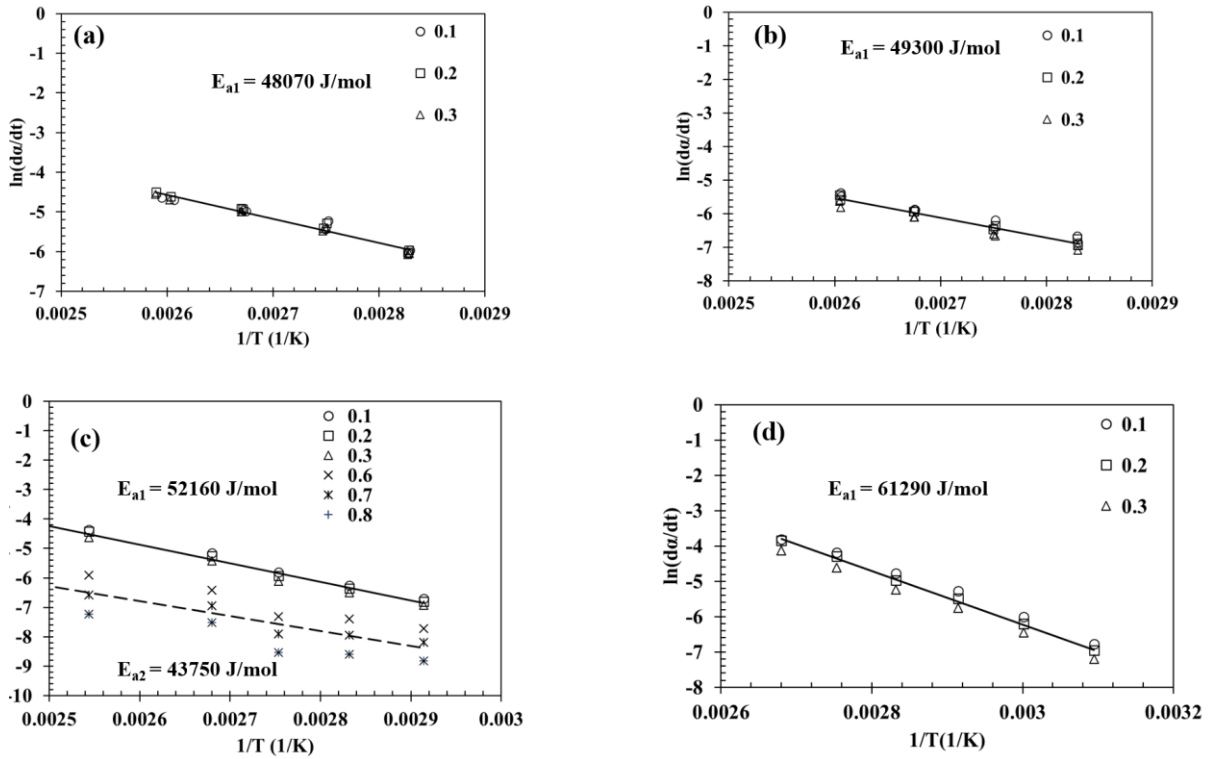 (a)
E_a1 = 48070 J/mol
0.1
0.2
0.3
ln(dα/dt)
0
-1
-2
-3
-4
-5
-6
-7
0.0025 0.0026 0.0027 0.0028 0.0029
1/T (1/K)
(b)
E_a1 = 49300 J/mol
0.1
0.2
0.3
ln(dα/dt)
0
-1
-2
-3
-4
-5
-6
-7
-8
0.0025 0.0026 0.0027 0.0028 0.0029
1/T (1/K)
(c)
E_a1 = 52160 J/mol
E_a2 = 43750 J/mol
0.1
0.2
0.3
0.6
0.7
0.8
0
-1
-2
-3
-4
-5
-6
-7
-8
-9
-10
0.0025 0.0026 0.0027 0.0028 0.0029 0.003
1/T (1/K)
(d)
E_a1 = 61290 J/mol
0.1
0.2
0.3
ln(dα/dt)
0
-1
-2
-3
-4
-5
-6
-7
-8
0.0026 0.0028 0.003 0.0032
1/T(1/K)